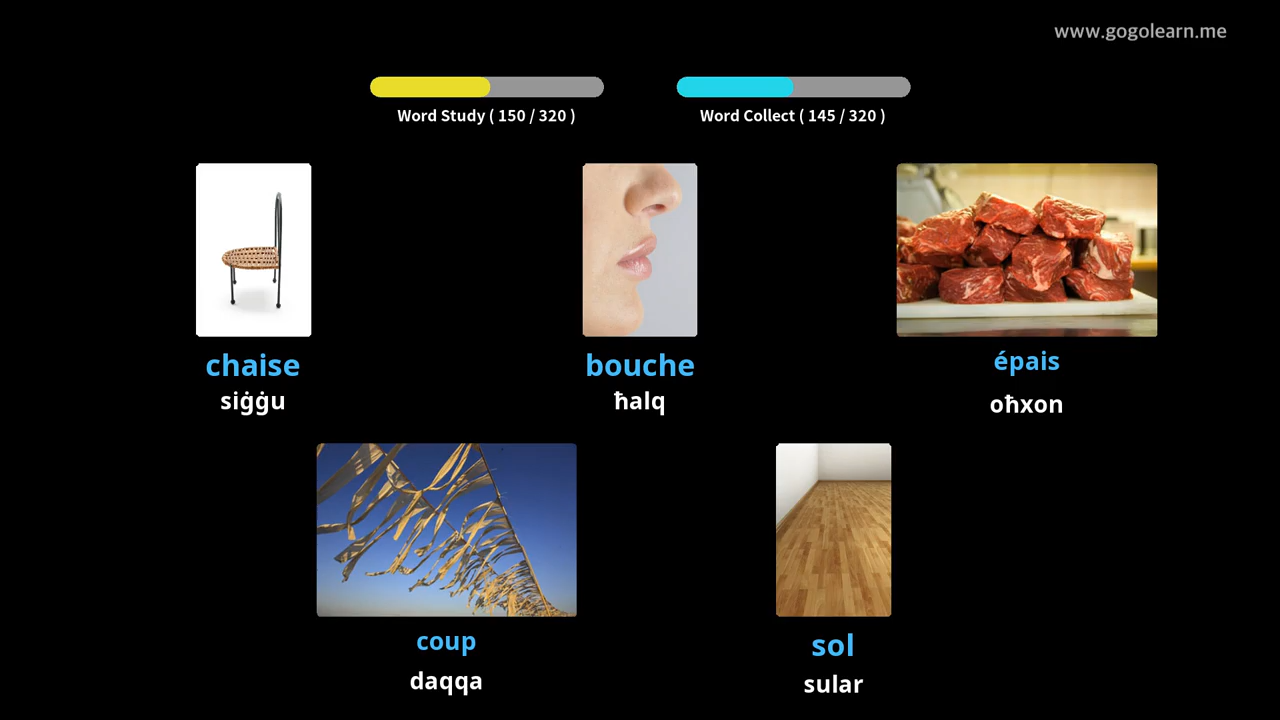 www.gogolearn.me
Word Study ( 150 / 320 )
Word Collect ( 145 / 320 )
chaise
siġġu
bouche
ħalq
épais
oħxon
coup
daqqa
sol
sular